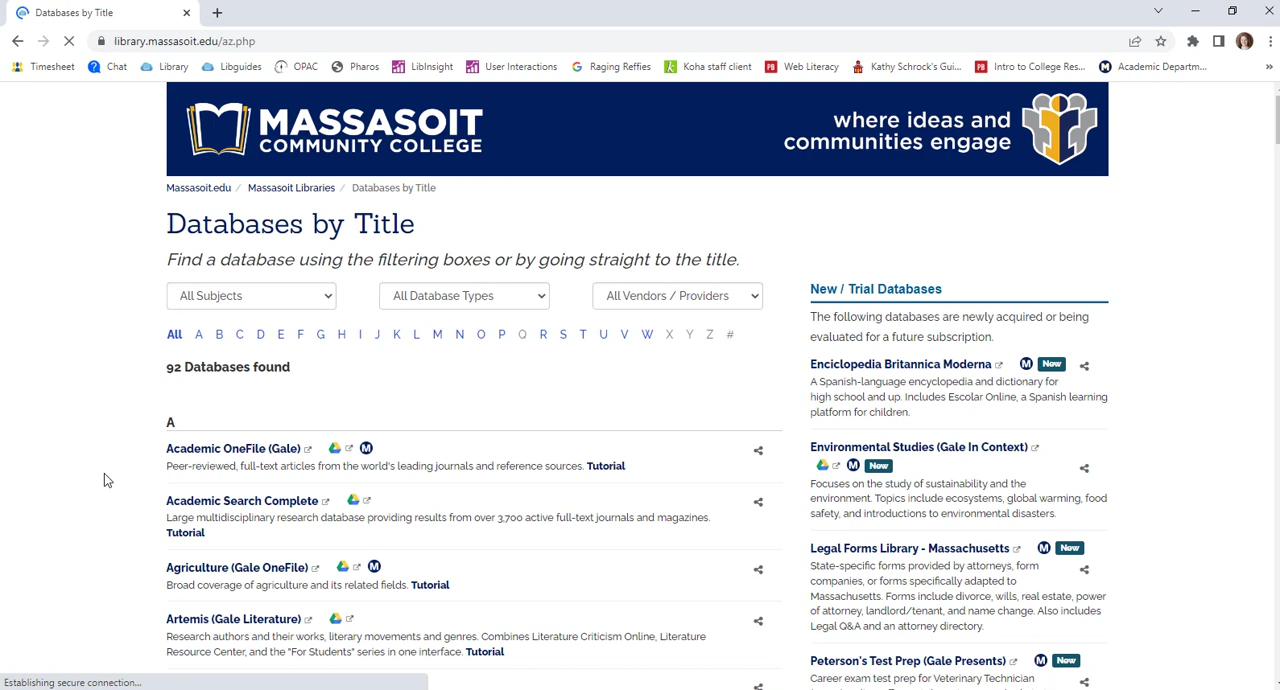 Databases by Title
library.massasoit.edu/az.php
Timesheet Chat Library Libguides OPAC Pharos LibInsight User Interactions Raging Reffies Koha staff client Web Literacy Kathy Schrock's Gui... Intro to College Res... Academic Departm... »
MASSASOIT
COMMUNITY COLLEGE
where ideas and
communities engage
Massasoit.edu / Massasoit Libraries / Databases by Title
Databases by Title
Find a database using the filtering boxes or by going straight to the title.
All Subjects All Database Types All Vendors / Providers
All A B C D E F G H I J K L M N O P Q R S T U V W X Y Z #
92 Databases found
A
Academic OneFile (Gale) M
Peer-reviewed, full-text articles from the world's leading journals and reference sources. Tutorial
Academic Search Complete
Large multidisciplinary research database providing results from over 3,700 active full-text journals and magazines.
Tutorial
Agriculture (Gale OneFile) M
Broad coverage of agriculture and its related fields. Tutorial
Artemis (Gale Literature)
Research authors and their works, literary movements and genres. Combines Literature Criticism Online, Literature
Resource Center, and the "For Students" series in one interface. Tutorial
New / Trial Databases
The following databases are newly acquired or being
evaluated for a future subscription.
Enciclopedia Britannica Moderna M New
A Spanish-language encyclopedia and dictionary for
high school and up. Includes Escolar Online, a Spanish learning
platform for children.
Environmental Studies (Gale In Context)
M New
Focuses on the study of sustainability and the
environment. Topics include ecosystems, global warming, food
safety, and introductions to environmental disasters.
Legal Forms Library - Massachusetts M New
State-specific forms provided by attorneys, form
companies, or forms specifically adapted to
Massachusetts. Forms include divorce, wills, real estate, power
of attorney, landlord/tenant, and name change. Also includes
Legal Q&A and an attorney directory.
Peterson's Test Prep (Gale Presents) M New
Career exam test prep for Veterinary Technician
Establishing secure connection...